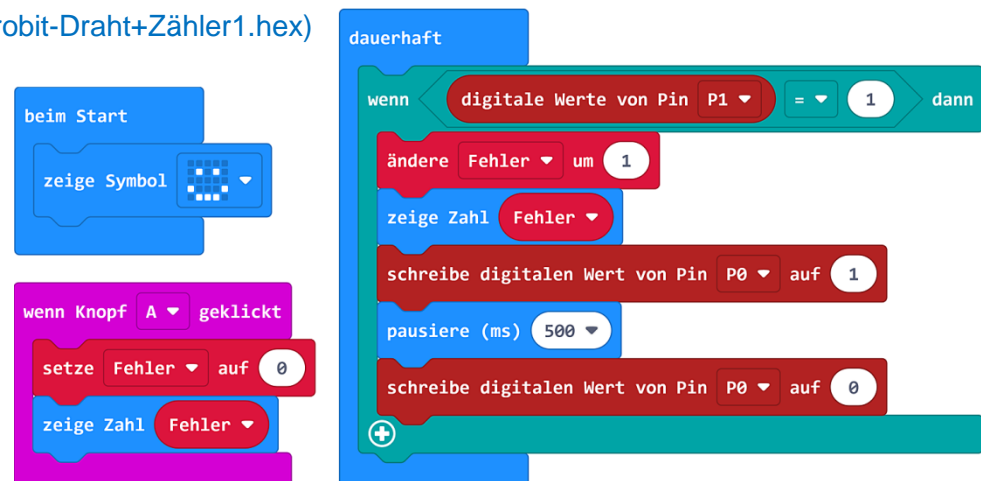 robit-Draht+Zähler1.hex)
beim Start
zeige Symbol
wenn Knopf A geklickt
setze Fehler auf 0
zeige Zahl Fehler
dauerhaft
wenn digitale Werte von Pin P1 = 1 dann
ändere Fehler um 1
zeige Zahl Fehler
schreibe digitalen Wert von Pin P0 auf 1
pausiere (ms) 500
schreibe digitalen Wert von Pin P0 auf 0